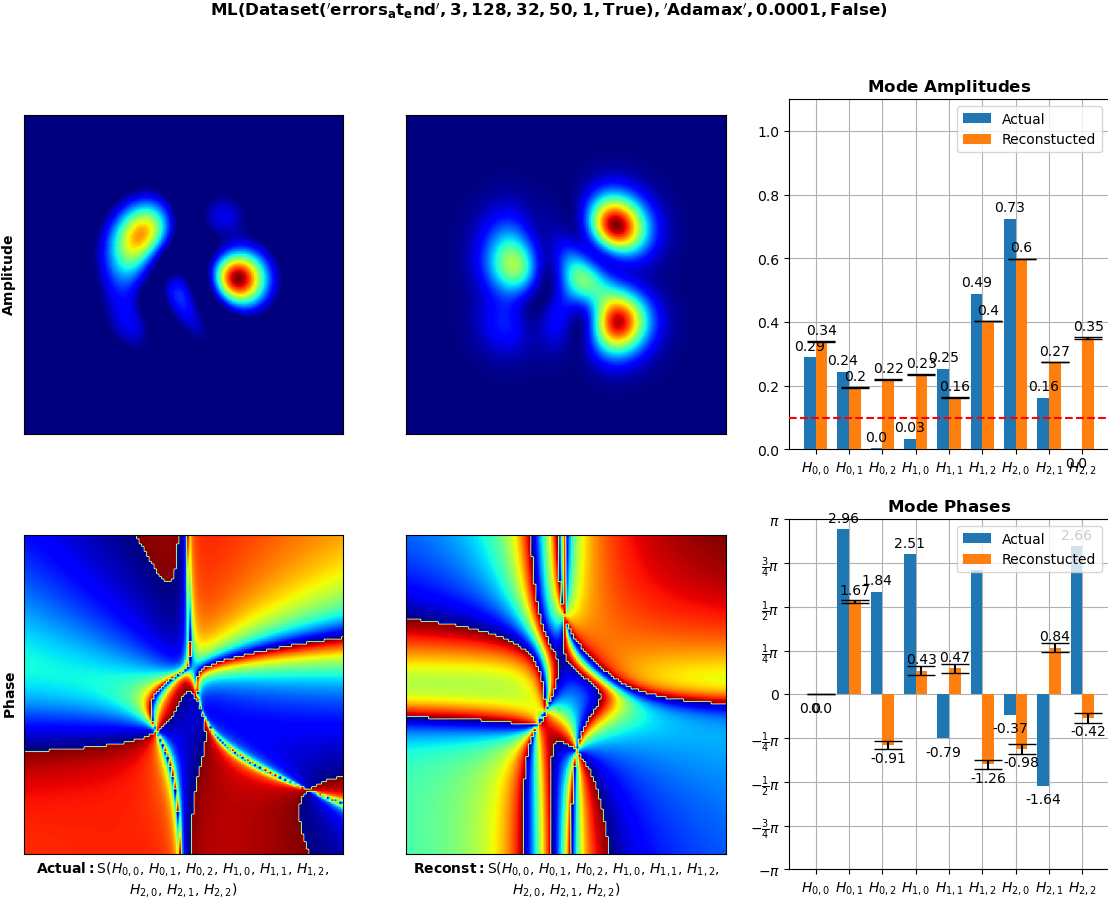 ML(Dataset('errors_at_end', 3, 128, 32, 50, 1, True), 'Adamax', 0.0001, False)
Mode Amplitudes
Amplitude
Actual
Reconstucted
1.0
0.8
0.6
0.4
0.2
0.0
0.29 0.34 0.24 0.2 0.0 0.22 0.03 0.23 0.25 0.16 0.49 0.4 0.73 0.6 0.16 0.27 0.0 0.35
H0,0 H0,1 H0,2 H1,0 H1,1 H1,2 H2,0 H2,1 H2,2
Mode Phases
Phase
Actual
Reconstucted
π
3/4π
1/2π
1/4π
0
−1/4π
−1/2π
−3/4π
−π
0.0 0.0 2.96 1.67 1.84 -0.91 2.51 0.43 -0.79 0.47 -1.26 -0.37 -0.98 -1.64 0.84 2.66 -0.42
H0,0 H0,1 H0,2 H1,0 H1,1 H1,2 H2,0 H2,1 H2,2
Actual: S(H0,0, H0,1, H0,2, H1,0, H1,1, H1,2,
H2,0, H2,1, H2,2)
Reconst: S(H0,0, H0,1, H0,2, H1,0, H1,1, H1,2,
H2,0, H2,1, H2,2)